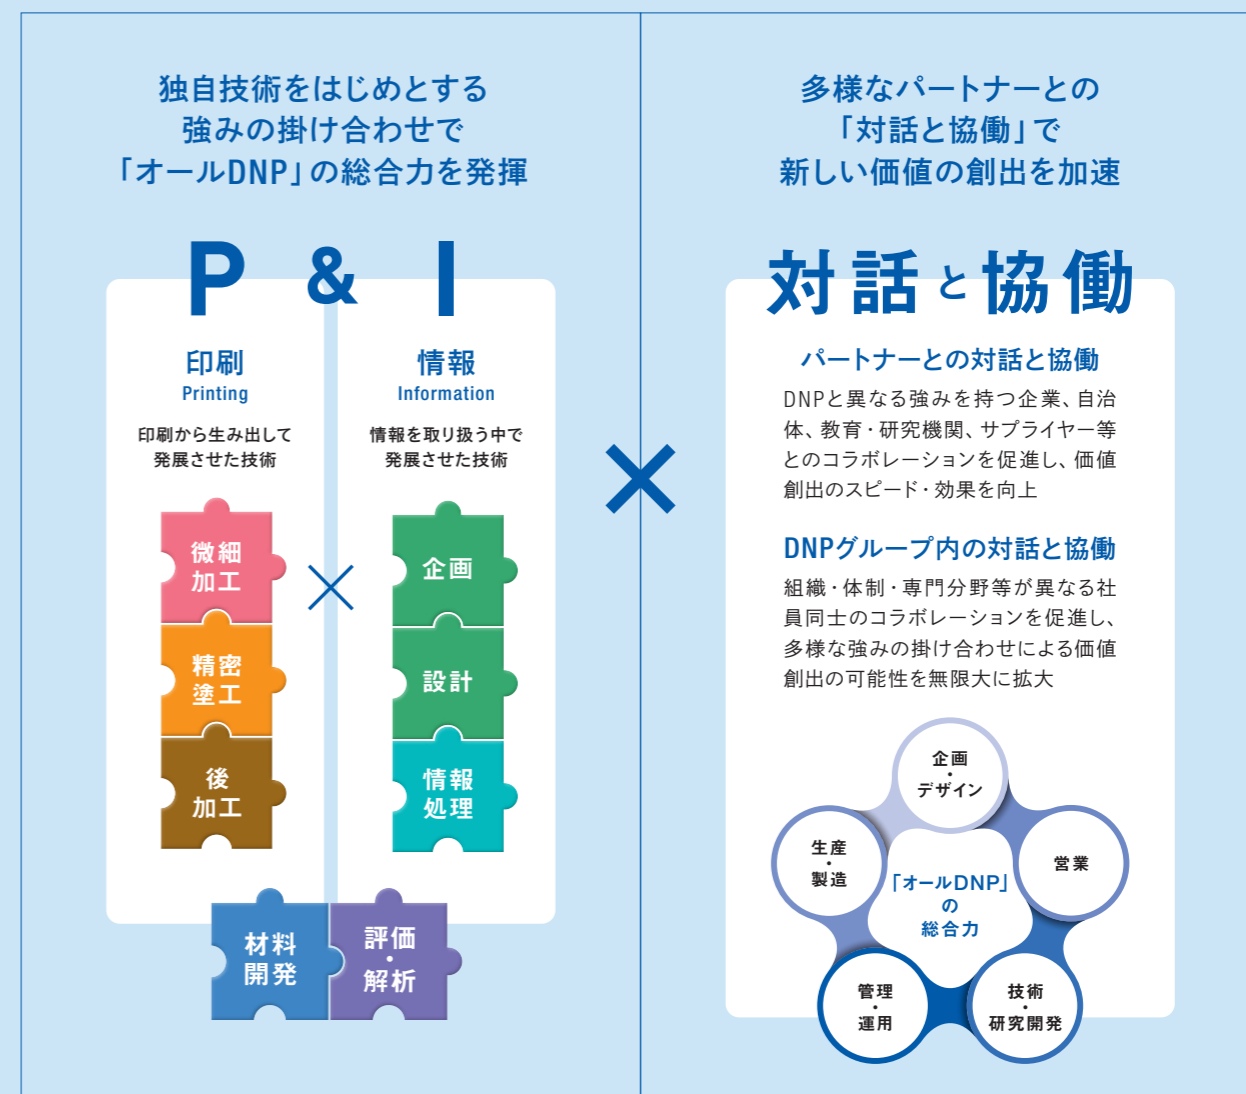 独自技術をはじめとする
強みの掛け合わせで
「オールDNP」の総合力を発揮
P & I
印刷
Printing
印刷から生み出して
発展させた技術
微細
加工
精密
塗工
後
加工
×
情報
Information
情報を取り扱う中で
発展させた技術
企画
設計
情報
処理
材料
開発
評価
・
解析
×
多様なパートナーとの
「対話と協働」で
新しい価値の創出を加速
対話と協働
パートナーとの対話と協働
DNPと異なる強みを持つ企業、自治
体、教育・研究機関、サプライヤー等
とのコラボレーションを促進し、価値
創出のスピード・効果を向上
DNPグループ内の対話と協働
組織・体制・専門分野等が異なる社
員同士のコラボレーションを促進し、
多様な強みの掛け合わせによる価値
創出の可能性を無限大に拡大
企画
・
デザイン
生産
・
製造
営業
「オールDNP」
の
総合力
管理
・
運用
技術
・
研究開発